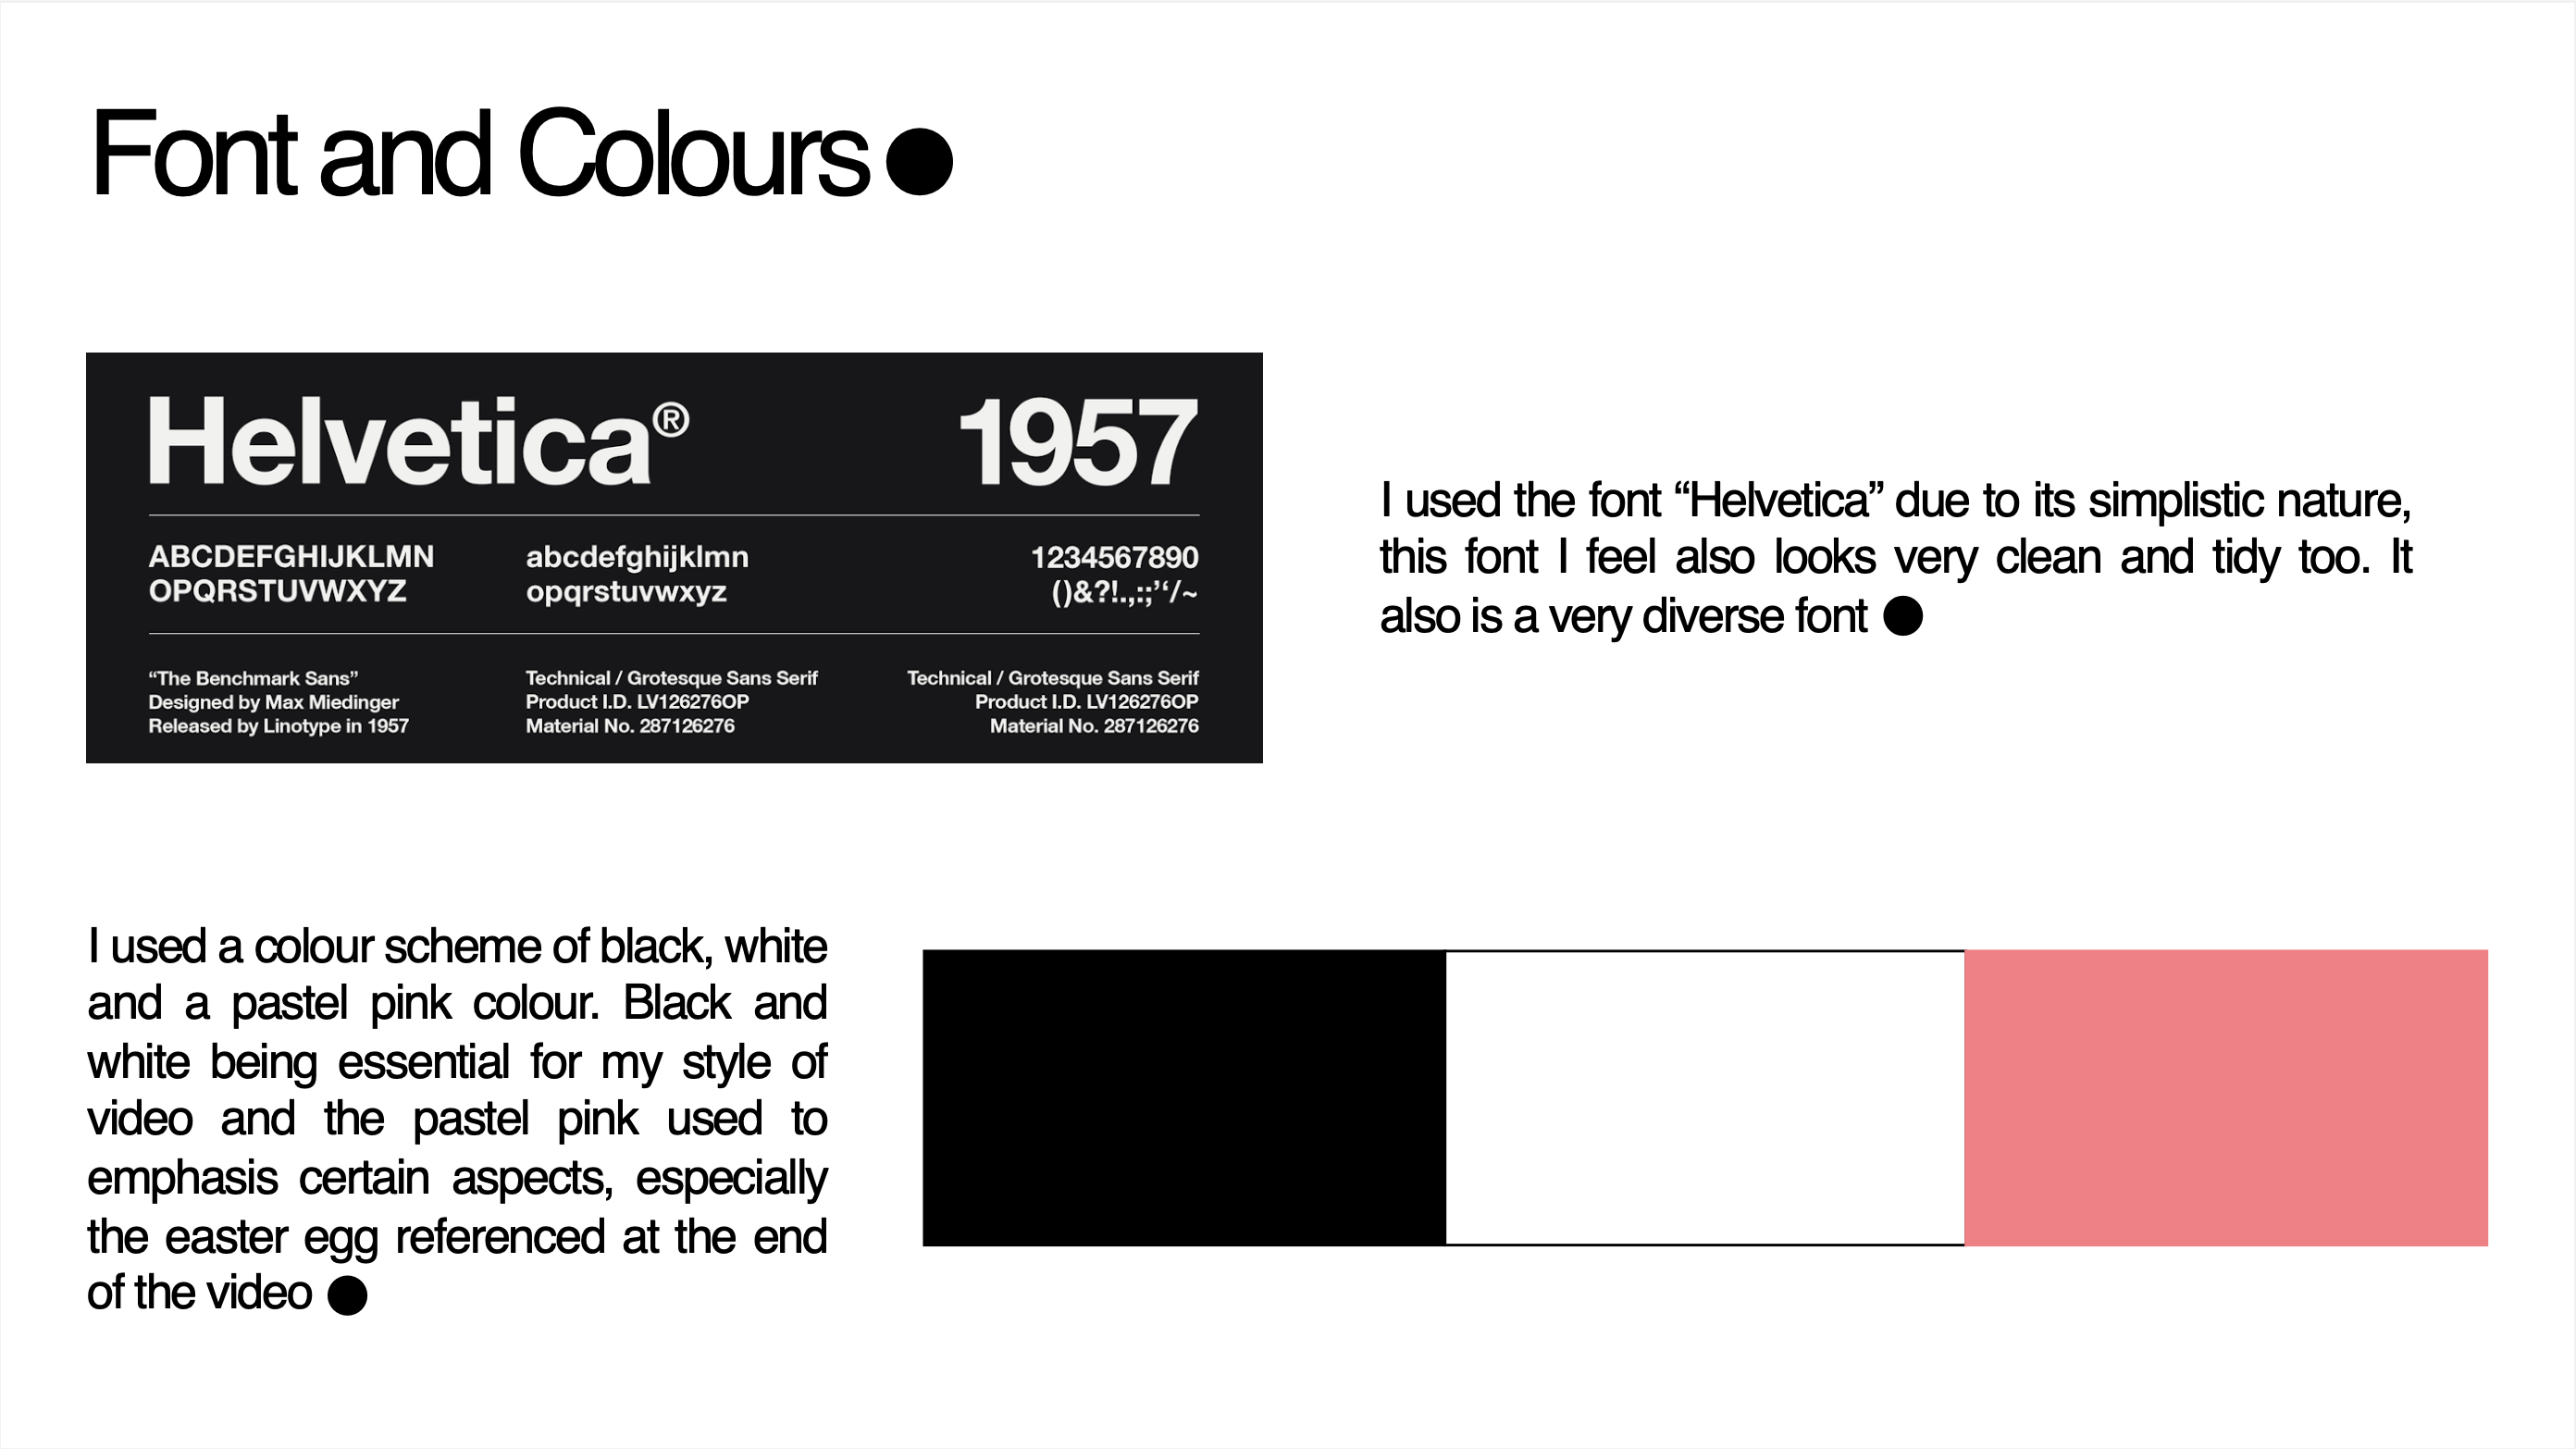 Font and Colours●
Helvetica® 1957
ABCDEFGHIJKLMN abcdefghijklmn 1234567890
OPQRSTUVWXYZ opqrstuvwxyz ()&?!.,:;’‘/~
“The Benchmark Sans” Technical / Grotesque Sans Serif Technical / Grotesque Sans Serif
Designed by Max Miedinger Product I.D. LV126276OP Product I.D. LV126276OP
Released by Linotype in 1957 Material No. 287126276 Material No. 287126276
I used the font “Helvetica” due to its simplistic nature,
this font I feel also looks very clean and tidy too. It
also is a very diverse font ●
I used a colour scheme of black, white
and a pastel pink colour. Black and
white being essential for my style of
video and the pastel pink used to
emphasis certain aspects, especially
the easter egg referenced at the end
of the video ●